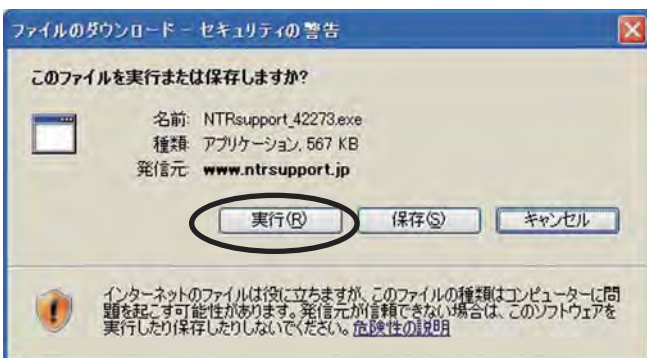 ファイルのダウンロード - セキュリティの警告
このファイルを実行または保存しますか?
名前: NTRsupport_42273.exe
種類: アプリケーション, 567 KB
発信元: www.ntrsupport.jp
実行(R) 保存(S) キャンセル
インターネットのファイルは役に立ちますが、このファイルの種類はコンピューターに問
題を起こす可能性があります。発信元が信頼できない場合は、このソフトウェアを
実行したり保存したりしないでください。危険性の説明